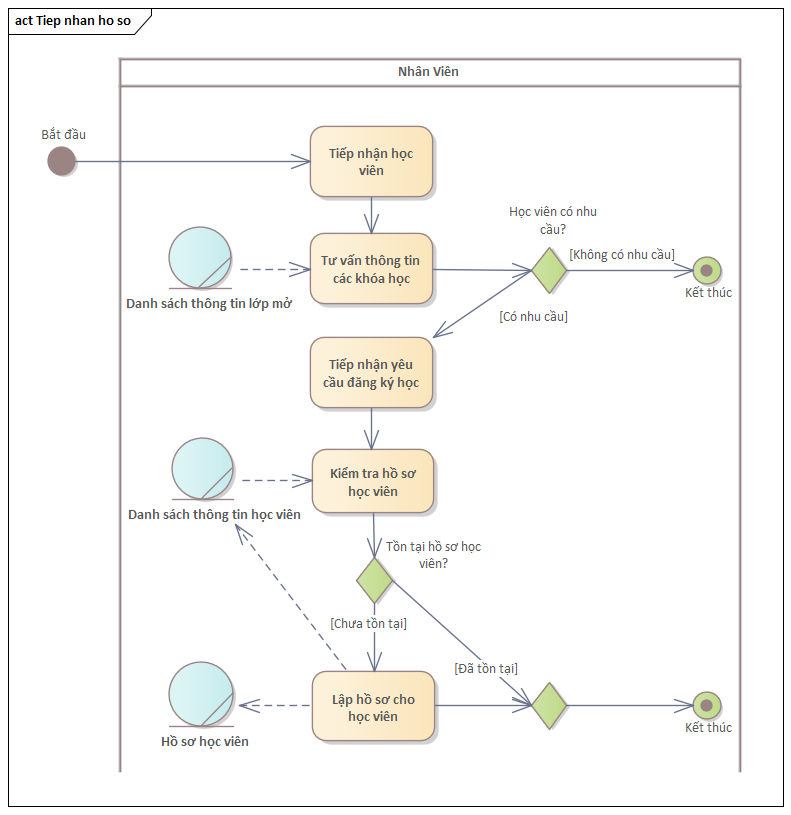 act Tiep nhan ho so
Nhân Viên
Bắt đầu
Tiếp nhận học
viên
Học viên có nhu
cầu?
Tư vấn thông tin
các khóa học
[Không có nhu cầu]
Kết thúc
Danh sách thông tin lớp mở
[Có nhu cầu]
Tiếp nhận yêu
cầu đăng ký học
Kiểm tra hồ sơ
học viên
Danh sách thông tin học viên
Tồn tại hồ sơ học
viên?
[Chưa tồn tại]
[Đã tồn tại]
Lập hồ sơ cho
học viên
Kết thúc
Hồ sơ học viên